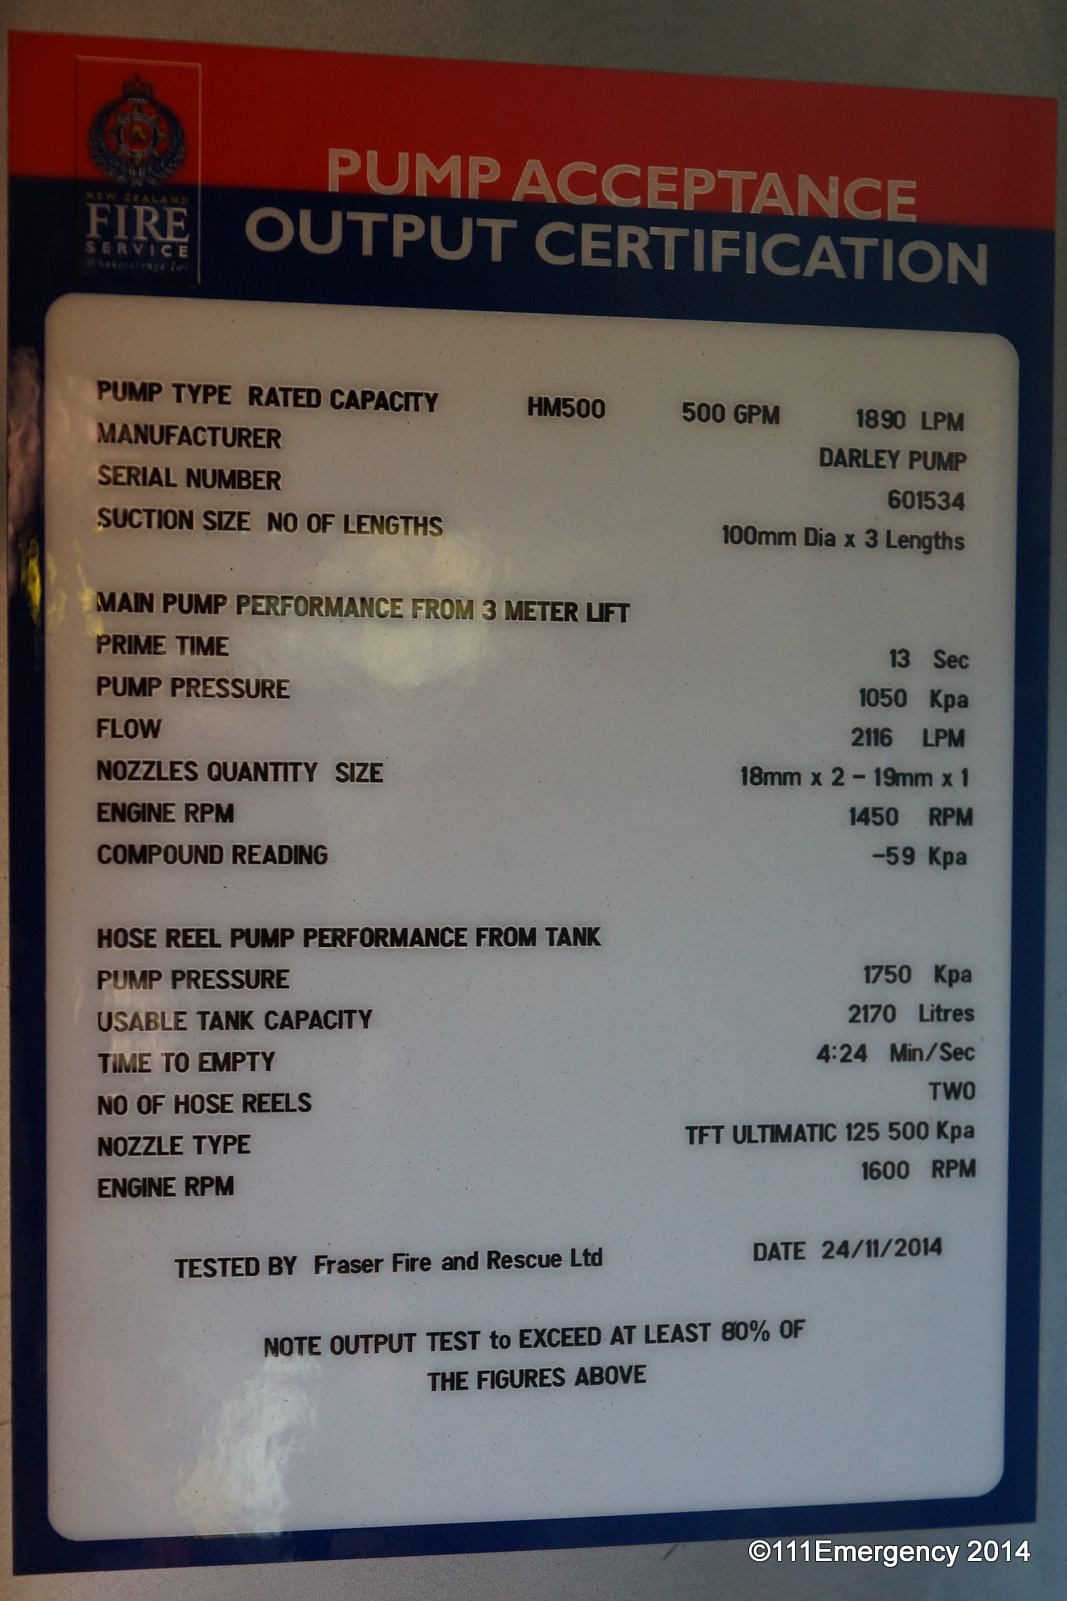 NEW ZEALAND
FIRE
SERVICE
Whakaratonga Iwi
PUMP ACCEPTANCE
OUTPUT CERTIFICATION
PUMP TYPE RATED CAPACITY HM500 500 GPM 1890 LPM
MANUFACTURER DARLEY PUMP
SERIAL NUMBER 601534
SUCTION SIZE NO OF LENGTHS 100mm Dia x 3 Lengths
MAIN PUMP PERFORMANCE FROM 3 METER LIFT
PRIME TIME 13 Sec
PUMP PRESSURE 1050 Kpa
FLOW 2116 LPM
NOZZLES QUANTITY SIZE 18mm x 2 - 19mm x 1
ENGINE RPM 1450 RPM
COMPOUND READING -59 Kpa
HOSE REEL PUMP PERFORMANCE FROM TANK
PUMP PRESSURE 1750 Kpa
USABLE TANK CAPACITY 2170 Litres
TIME TO EMPTY 4:24 Min/Sec
NO OF HOSE REELS TWO
NOZZLE TYPE TFT ULTIMATIC 125 500 Kpa
ENGINE RPM 1600 RPM
TESTED BY Fraser Fire and Rescue Ltd DATE 24/11/2014
NOTE OUTPUT TEST to EXCEED AT LEAST 80% OF
THE FIGURES ABOVE
©111Emergency 2014